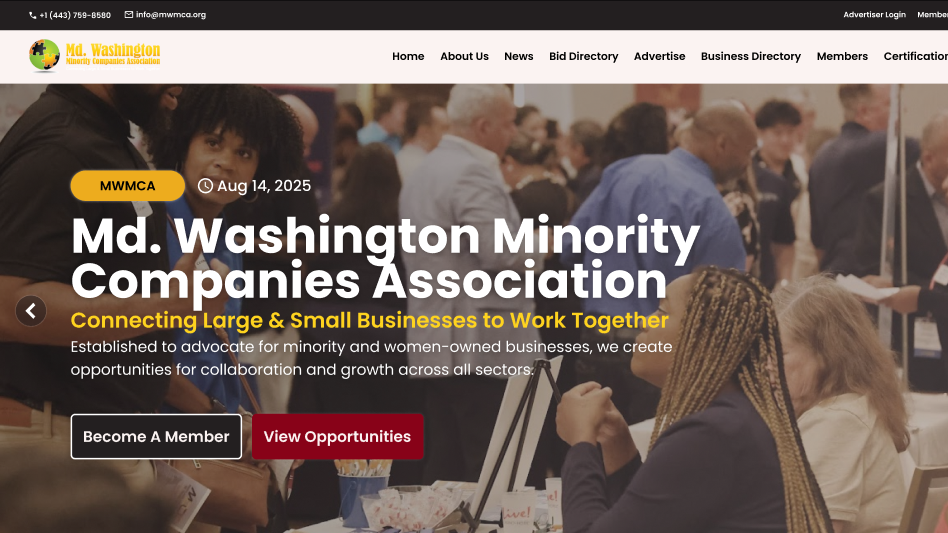 +1 (443) 759-8580 info@mwmca.org Advertiser Login
Md. Washington
Minority Companies Association
Home About Us News Bid Directory Advertise Business Directory Members
MWMCA Aug 14, 2025
Md. Washington Minority
Companies Association
Connecting Large & Small Businesses to Work Together
Established to advocate for minority and women-owned businesses, we create
opportunities for collaboration and growth across all sectors.
Become A Member View Opportunities
live!